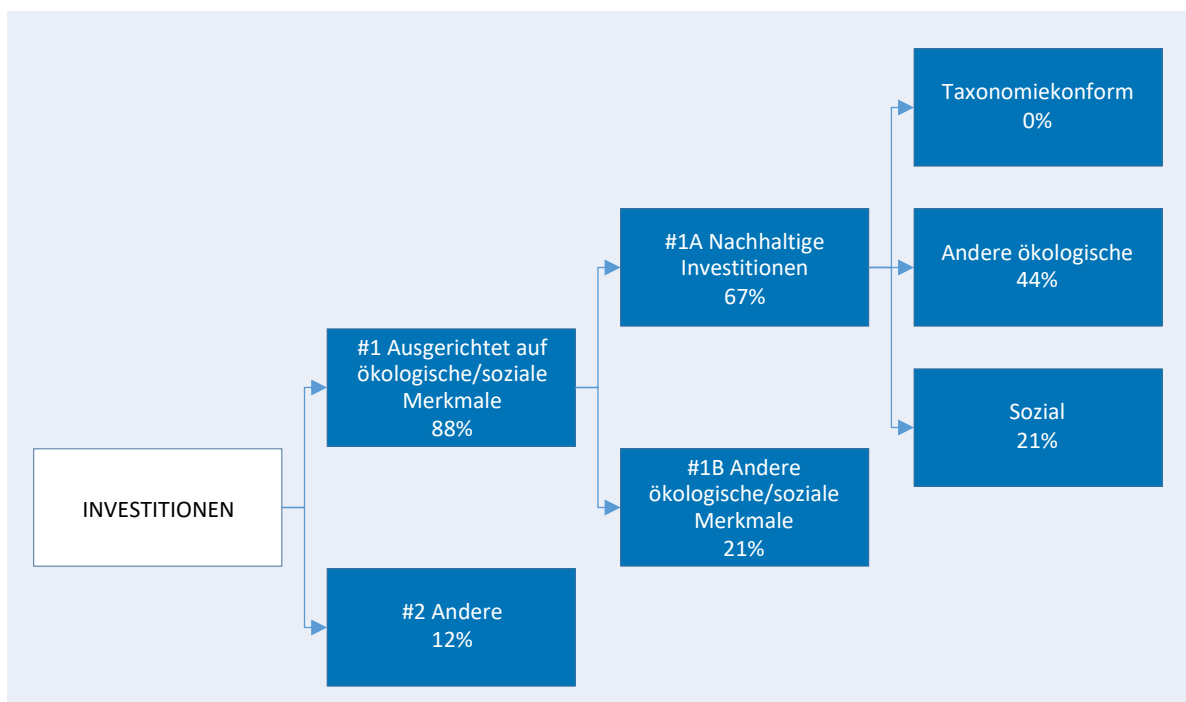 Taxonomiekonform
0%
#1A Nachhaltige
Investitionen
67%
Andere ökologische
44%
#1 Ausgerichtet auf
ökologische/soziale
Merkmale
88%
Sozial
21%
INVESTITIONEN
#1B Andere
ökologische/soziale
Merkmale
21%
#2 Andere
12%